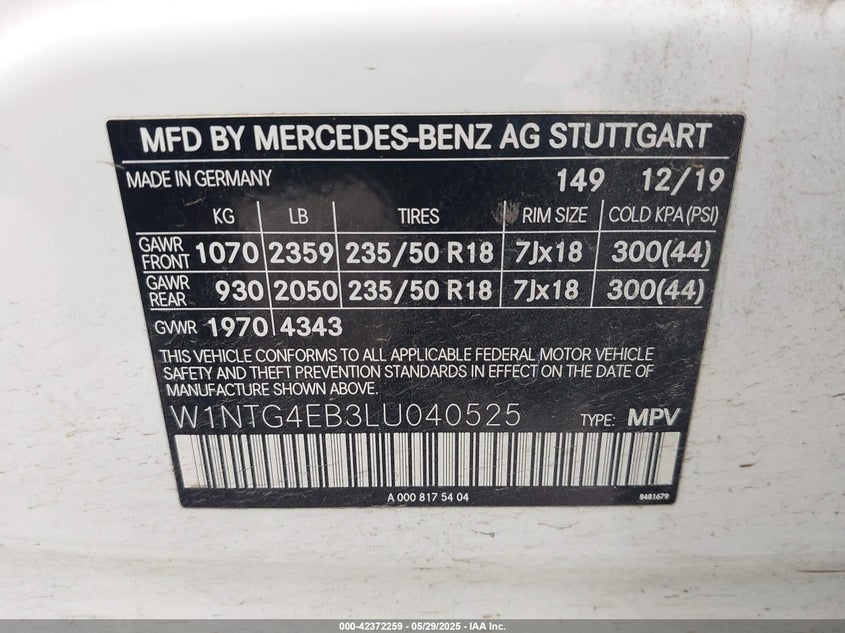 MFD BY MERCEDES-BENZ AG STUTTGART
MADE IN GERMANY 149 12/19
KG LB TIRES RIM SIZE COLD KPA(PSI)
GAWR FRONT 1070 2359 235/50 R18 7Jx18 300(44)
GAWR REAR 930 2050 235/50 R18 7Jx18 300(44)
GVWR 1970 4343
THIS VEHICLE CONFORMS TO ALL APPLICABLE FEDERAL MOTOR VEHICLE
SAFETY AND THEFT PREVENTION STANDARDS IN EFFECT ON THE DATE OF
MANUFACTURE SHOWN ABOVE.
W1NTG4EB3LU040525 TYPE: MPV
A 000 817 54 04 8481679
000-42372259 - 05/29/2025 - IAA Inc.